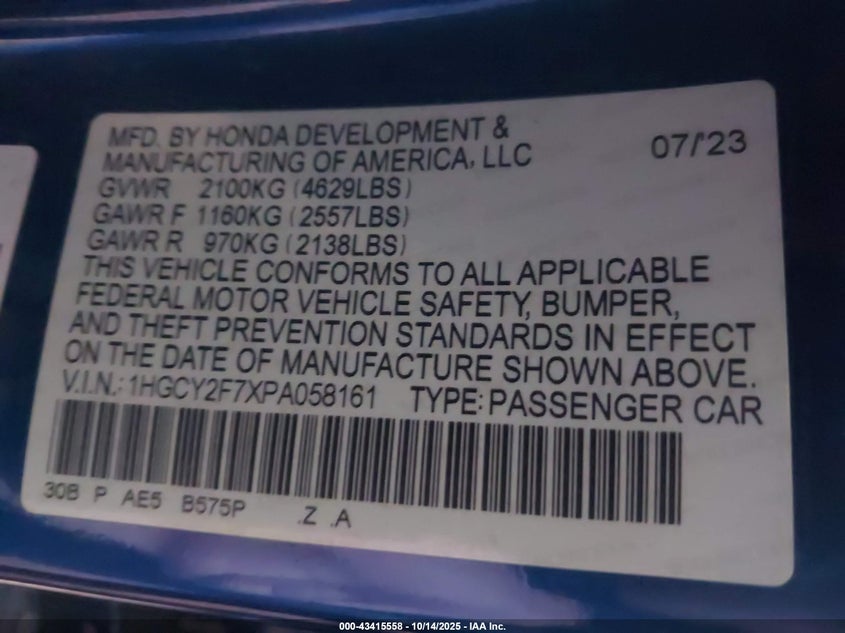 MFD. BY HONDA DEVELOPMENT &
MANUFACTURING OF AMERICA, LLC
07/'23
GVWR 2100KG (4629LBS)
GAWR F 1160KG (2557LBS)
GAWR R 970KG (2138LBS)
THIS VEHICLE CONFORMS TO ALL APPLICABLE
FEDERAL MOTOR VEHICLE SAFETY, BUMPER,
AND THEFT PREVENTION STANDARDS IN EFFECT
ON THE DATE OF MANUFACTURE SHOWN ABOVE.
V.I.N.: 1HGCY2F7XPA058161 TYPE: PASSENGER CAR
30B P AE5 B575P .Z .A
000-43415558 - 10/14/2025 - IAA Inc.